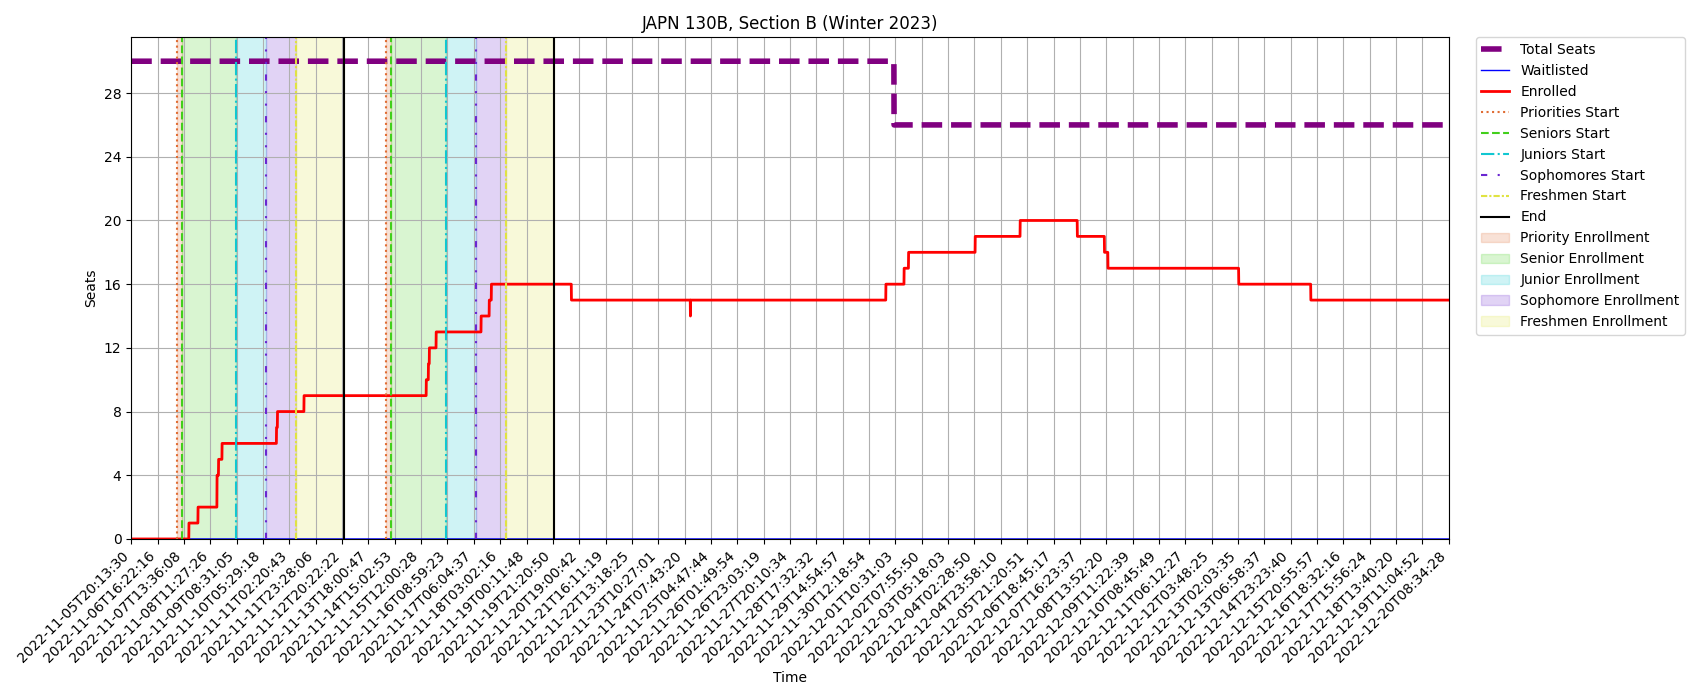 JAPN 130B, Section B (Winter 2023)
Total Seats
Waitlisted
Enrolled
Priorities Start
Seniors Start
Juniors Start
Sophomores Start
Freshmen Start
End
Priority Enrollment
Senior Enrollment
Junior Enrollment
Sophomore Enrollment
Freshmen Enrollment
Seats
28
24
20
16
12
8
4
0
2022-11-05T20:13:30
2022-11-06T16:22:16
2022-11-07T13:36:08
2022-11-08T11:27:26
2022-11-09T08:31:05
2022-11-10T05:29:18
2022-11-11T02:20:43
2022-11-11T23:28:06
2022-11-12T20:22:22
2022-11-13T18:00:47
2022-11-14T15:02:53
2022-11-15T12:00:28
2022-11-16T08:59:23
2022-11-17T06:04:37
2022-11-18T03:02:16
2022-11-19T00:11:48
2022-11-19T21:20:50
2022-11-20T19:00:42
2022-11-21T16:11:19
2022-11-22T13:18:25
2022-11-23T10:27:01
2022-11-24T07:43:20
2022-11-25T04:47:44
2022-11-26T01:49:54
2022-11-26T23:03:19
2022-11-27T20:10:34
2022-11-28T17:32:32
2022-11-29T14:54:57
2022-11-30T12:18:54
2022-12-01T10:31:03
2022-12-02T07:55:50
2022-12-03T05:18:03
2022-12-04T02:28:50
2022-12-04T23:58:10
2022-12-05T21:20:51
2022-12-06T18:45:17
2022-12-07T16:23:37
2022-12-08T13:52:20
2022-12-09T11:22:39
2022-12-10T08:45:49
2022-12-11T06:12:27
2022-12-12T03:48:25
2022-12-13T02:03:35
2022-12-13T06:58:37
2022-12-14T23:23:40
2022-12-15T20:55:57
2022-12-16T18:32:16
2022-12-17T15:56:24
2022-12-18T13:40:20
2022-12-19T11:04:52
2022-12-20T08:34:28
Time